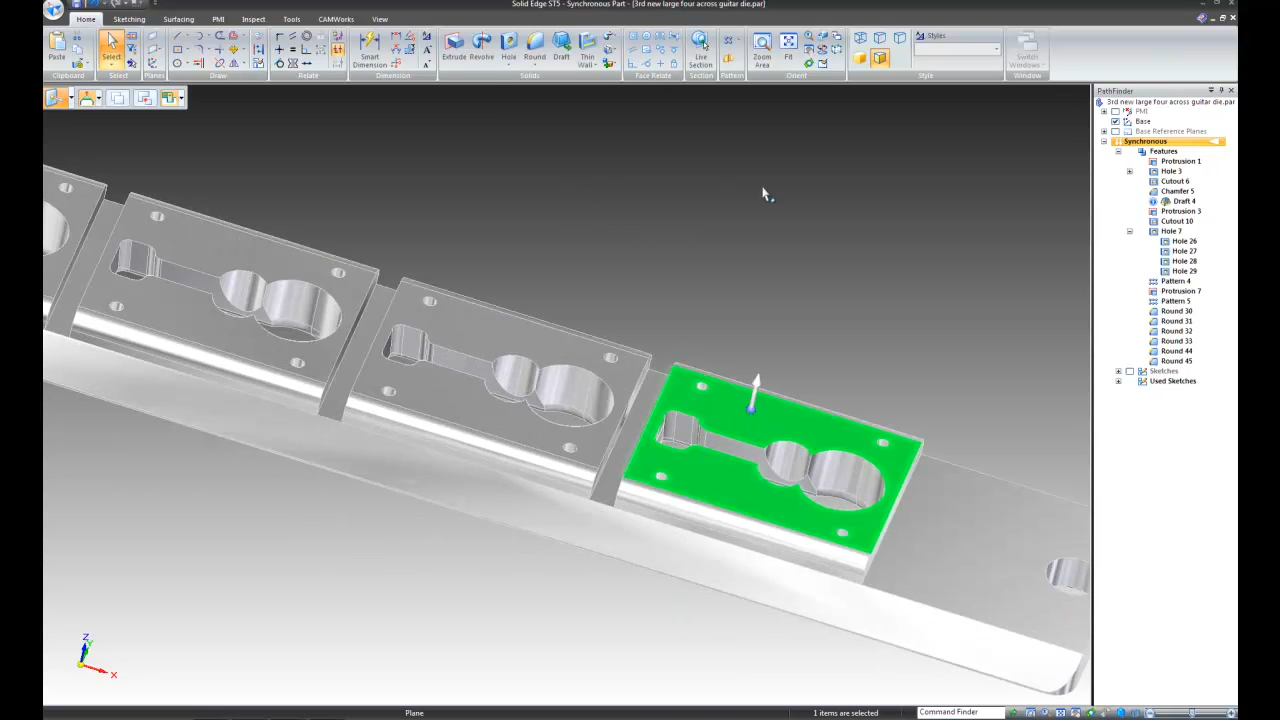 Solid Edge ST5 - Synchronous Part - [3rd new large four across guitar die.par]
Home Sketching Surfacing PMI Inspect Tools CAMWorks View
Paste Select Smart Dimension Extrude Revolve Hole Round Draft Thin Wall Live Section Zoom Area Fit Styles Switch Windows
Clipboard Select Planes Draw Relate Dimension Solids Face Relate Section Pattern Orient Style Window
PathFinder
3rd new large four across guitar die.par
PMI
Base
Base Reference Planes
Synchronous
Features
Protrusion 1
Hole 3
Cutout 6
Chamfer 5
Draft 4
Protrusion 3
Cutout 10
Hole 7
Hole 26
Hole 27
Hole 28
Hole 29
Pattern 4
Protrusion 7
Pattern 5
Round 30
Round 31
Round 32
Round 33
Round 44
Round 45
Sketches
Used Sketches
Z
Y
X
Plane 1 items are selected Command Finder